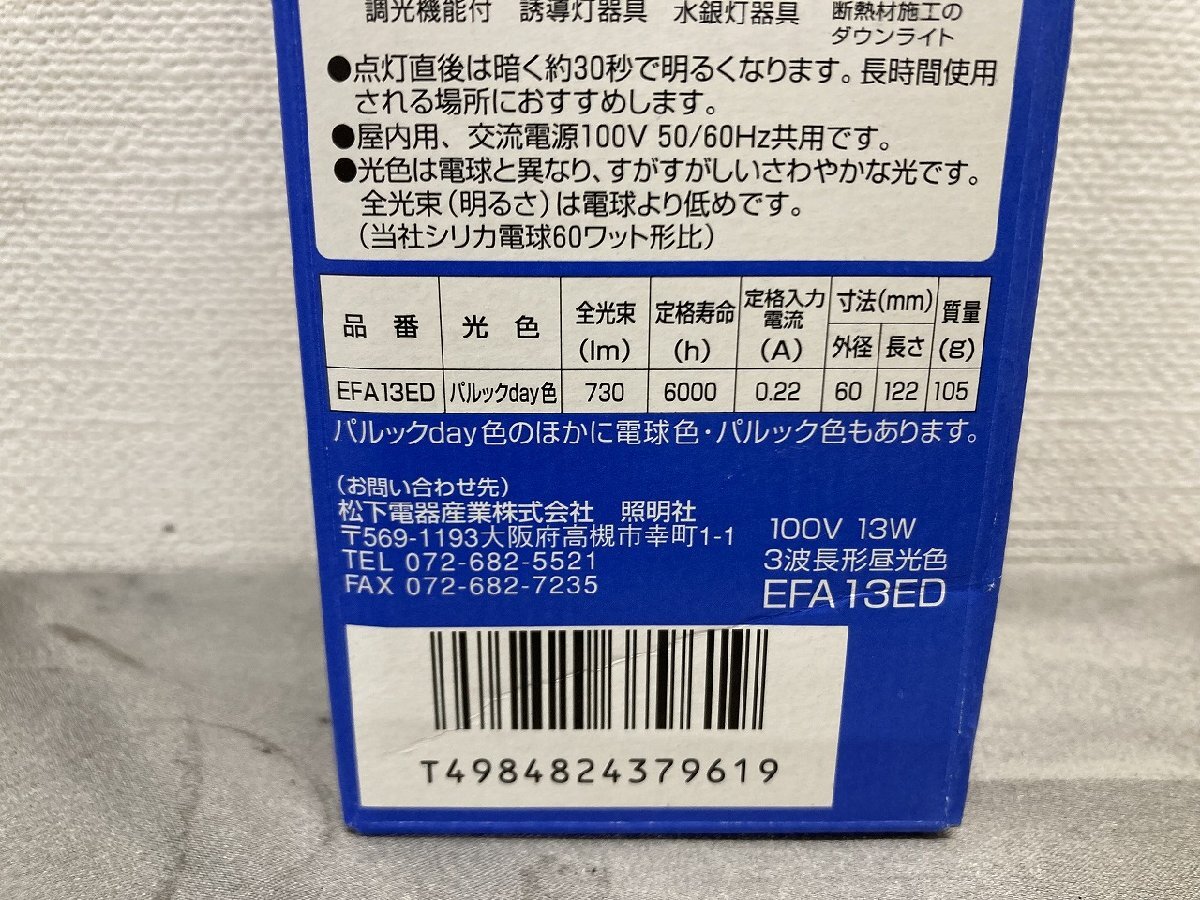 調光機能付 誘導灯器具 水銀灯器具 断熱材施工の
ダウンライト
●点灯直後は暗く約30秒で明るくなります。長時間使用
される場所におすすめします。
●屋内用、交流電源100V 50/60Hz共用です。
●光色は電球と異なり、すがすがしいさわやかな光です。
全光束(明るさ)は電球より低めです。
(当社シリカ電球60ワット形比)
品番 光色 全光束(lm) 定格寿命(h) 定格入力電流(A) 寸法(mm) 外径 長さ 質量(g)
EFA13ED パルックday色 730 6000 0.22 60 122 105
パルックday色のほかに電球色・パルック色もあります。
(お問い合わせ先)
松下電器産業株式会社 照明社
〒569-1193大阪府高槻市幸町1-1
TEL 072-682-5521
FAX 072-682-7235
100V 13W
3波長形昼光色
EFA13ED
T4984824379619